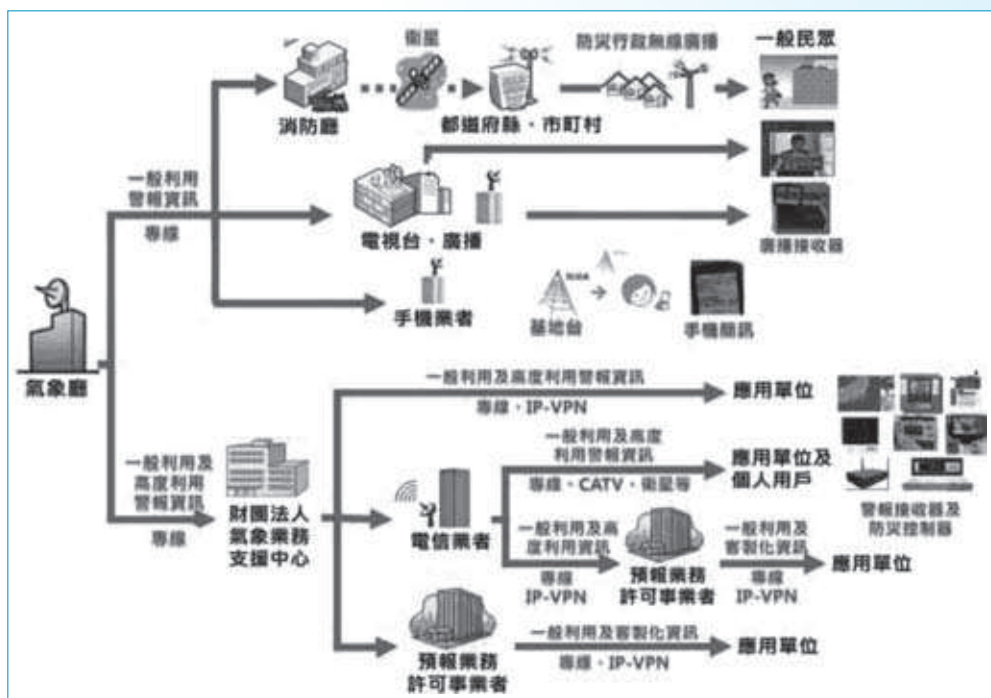 衛星
防災行政無線廣播
一般民眾
消防廳
都道府縣、市町村
一般利用
警報資訊
專線
電視台、廣播
廣播接收器
手機業者
基地台
手機簡訊
氣象廳
一般利用及高度利用警報資訊
專線、IP-VPN
應用單位
一般利用及
高度利用
警報資訊
專線
財團法人
氣象業務
支援中心
電信業者
一般利用及高度
利用警報資訊
專線、CATV、衛星等
應用單位及
個人用戶
警報接收器及
防災控制器
一般利用及高
度利用資訊
專線
IP-VPN
預報業務
許可事業者
一般利用及
客製化資訊
專線
IP-VPN
應用單位
預報業務
許可事業者
一般利用及客製化資訊
專線、IP-VPN
應用單位